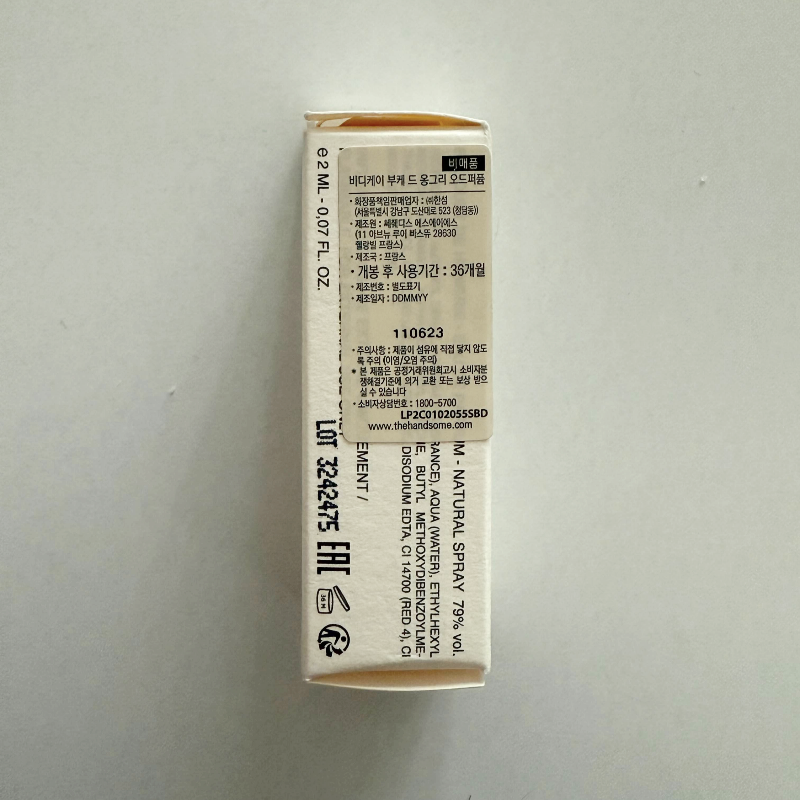 비매품
비디케이 부케 드 옹그리 오드퍼퓸
• 화장품책임판매업자 : ㈜한섬
(서울특별시 강남구 도산대로 523 (청담동))
• 제조원 : 쎄쀄디스 에스에이에스
(11 아브뉴 루이 비스뜌 28630
쥌랑빌 프랑스)
• 제조국 : 프랑스
• 개봉 후 사용기간 : 36개월
• 제조번호 : 별도표기
• 제조일자 : DDMMYY
110623
• 주의사항 : 제품이 섬유에 직접 닿지 않도
록 주의 (이염/오염 주의)
※ 본 제품은 공정거래위원회고시 소비자분
쟁해결기준에 의거 교환 또는 보상 받으
실 수 있습니다
• 소비자상담번호 : 1800-5700
LP2C0102055SBD
www.thehandsome.com
UM - NATURAL SPRAY 79% vol.
RANCE), AQUA (WATER), ETHYLHEXYL
BUTYL METHOXYDIBENZOYLME-
DISODIUM EDTA, CI 14700 (RED 4), CI
EMENT /
e 2 ML - 0,07 FL. OZ.
LOT 3242475
EAC
36 M